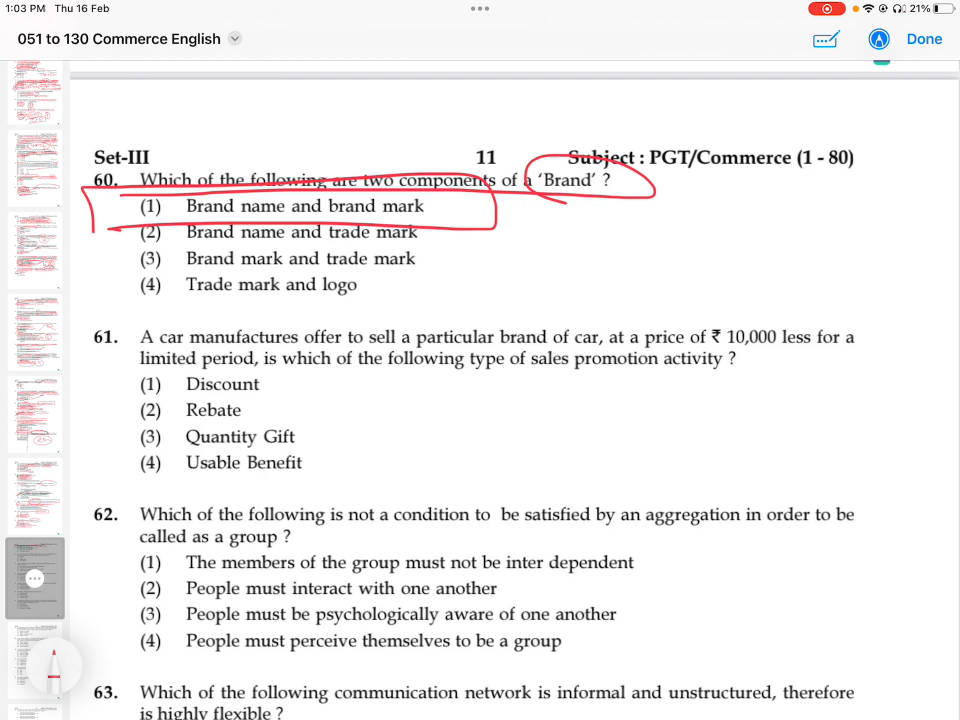 1:03 PM Thu 16 Feb
21%
051 to 130 Commerce English
Done
Set-III 11 Subject : PGT/Commerce (1 - 80)
60. Which of the following are two components of a ‘Brand’ ?
(1) Brand name and brand mark
(2) Brand name and trade mark
(3) Brand mark and trade mark
(4) Trade mark and logo
61. A car manufactures offer to sell a particular brand of car, at a price of ₹ 10,000 less for a
limited period, is which of the following type of sales promotion activity ?
(1) Discount
(2) Rebate
(3) Quantity Gift
(4) Usable Benefit
62. Which of the following is not a condition to be satisfied by an aggregation in order to be
called as a group ?
(1) The members of the group must not be inter dependent
(2) People must interact with one another
(3) People must be psychologically aware of one another
(4) People must perceive themselves to be a group
63. Which of the following communication network is informal and unstructured, therefore
is highly flexible ?